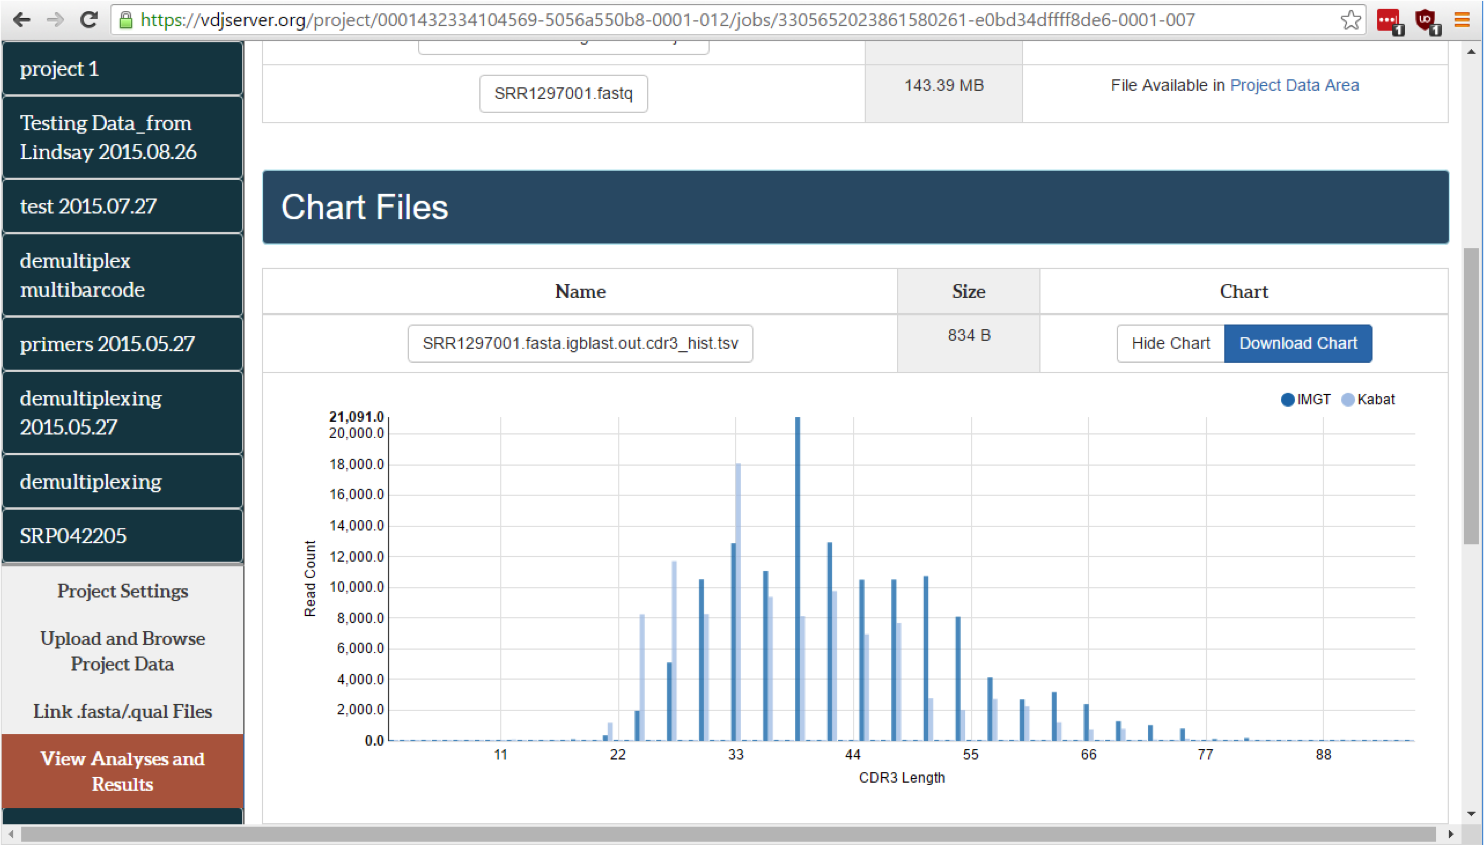 https://vdjserver.org/project/0001432334104569-5056a550b8-0001-012/jobs/3305652023861580261-e0bd34dffff8de6-0001-007
1
1
project 1
Testing Data_from
Lindsay 2015.08.26
test 2015.07.27
demultiplex
multibarcode
primers 2015.05.27
demultiplexing
2015.05.27
demultiplexing
SRP042205
Project Settings
Upload and Browse
Project Data
Link .fasta/.qual Files
View Analyses and
Results
SRR1297001.fastq
143.39 MB
File Available in Project Data Area
Chart Files
Name
Size
Chart
SRR1297001.fasta.igblast.out.cdr3_hist.tsv
834 B
Hide Chart
Download Chart
IMGT
Kabat
21,091.0
20,000.0
18,000.0
16,000.0
14,000.0
12,000.0
10,000.0
8,000.0
6,000.0
4,000.0
2,000.0
0.0
Read Count
11
22
33
44
55
66
77
88
CDR3 Length